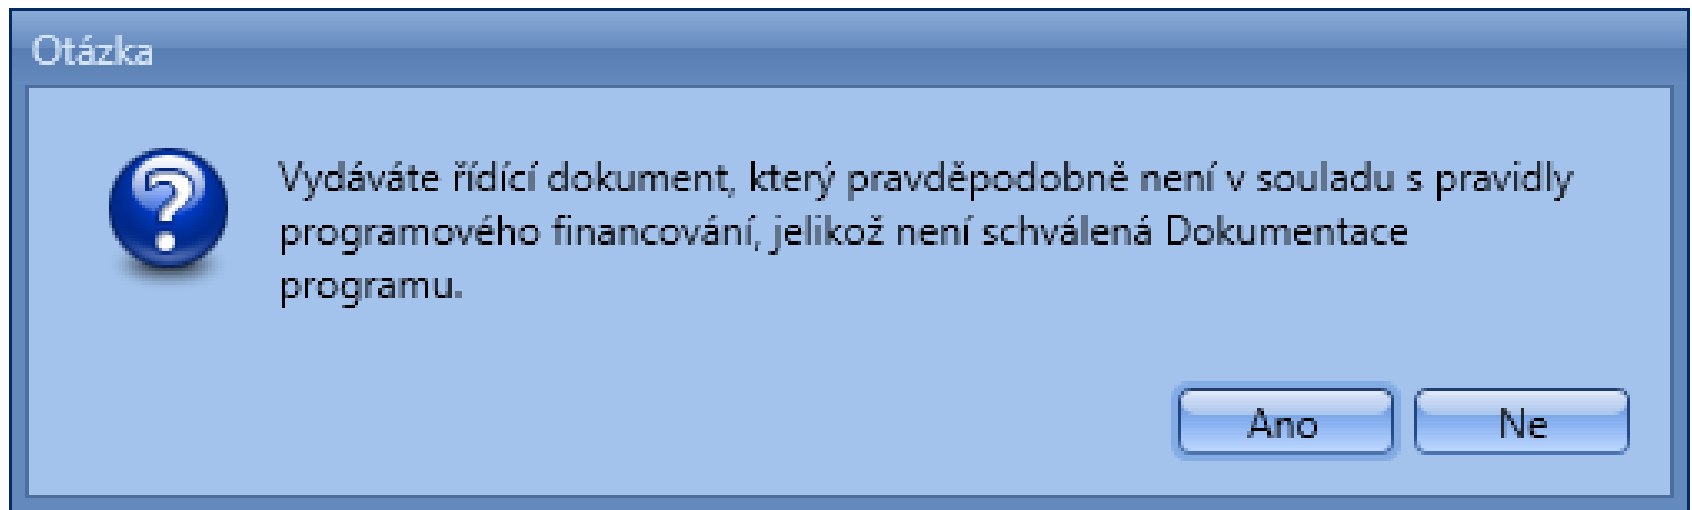 Otázka
Vydáváte řídící dokument, který pravděpodobně není v souladu s pravidly
programového financování, jelikož není schválená Dokumentace
programu.
Ano
Ne